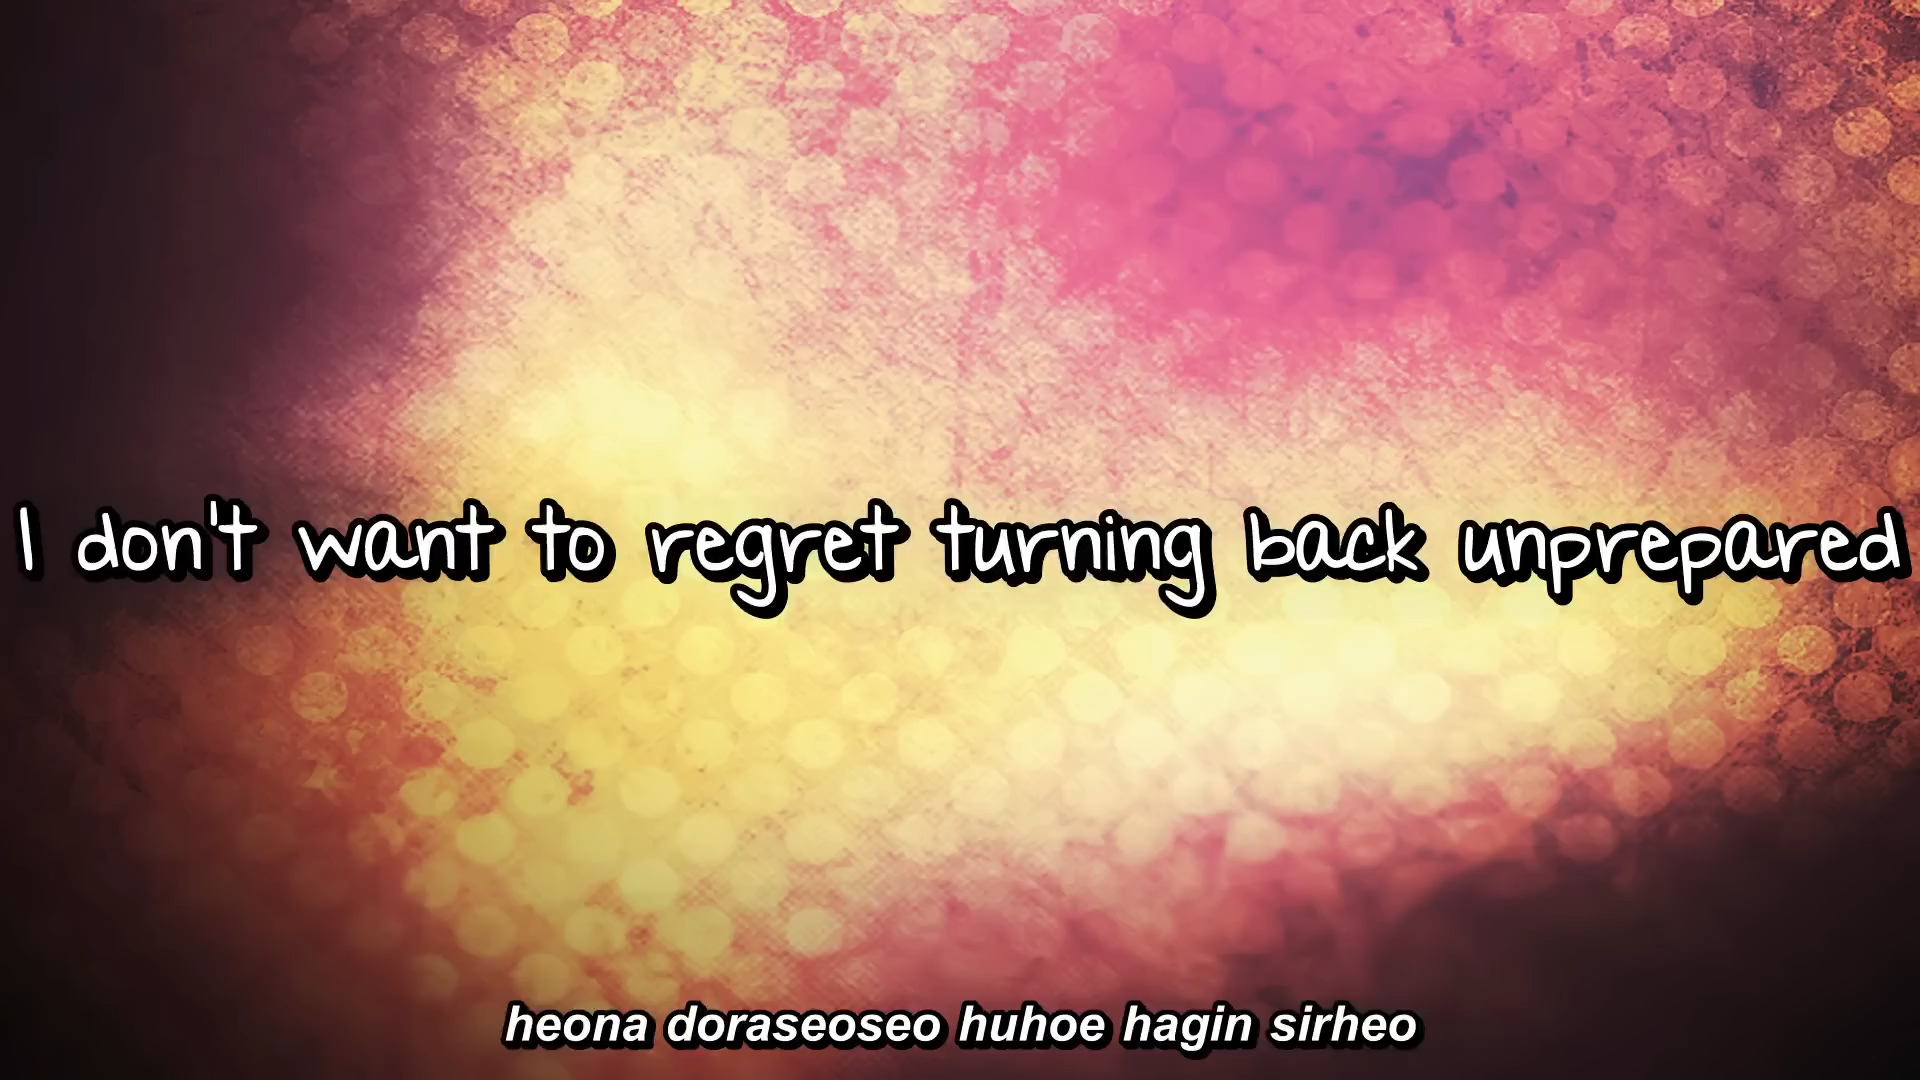 I don't want to regret turning back unprepared
heona doraseoseo huhoe hagin sirheo